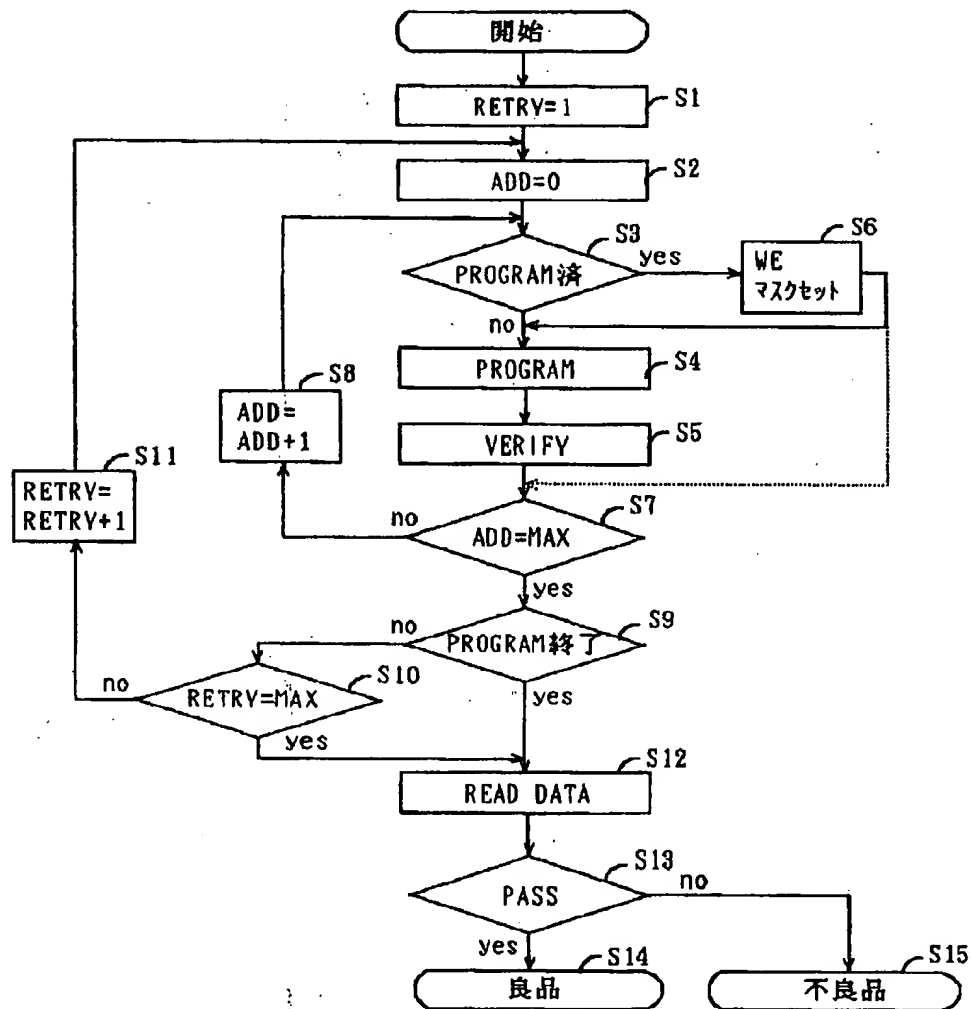 開始
RETRY=1
S1
ADD=0
S2
PROGRAM済
S3
yes
no
WE
マスクセット
S6
PROGRAM
S4
VERIFY
S5
ADD=
ADD+1
S8
RETRY=
RETRY+1
S11
ADD=MAX
S7
no
yes
PROGRAM終了
S9
no
yes
RETRY=MAX
S10
no
yes
READ DATA
S12
PASS
S13
no
yes
良品
S14
不良品
S15